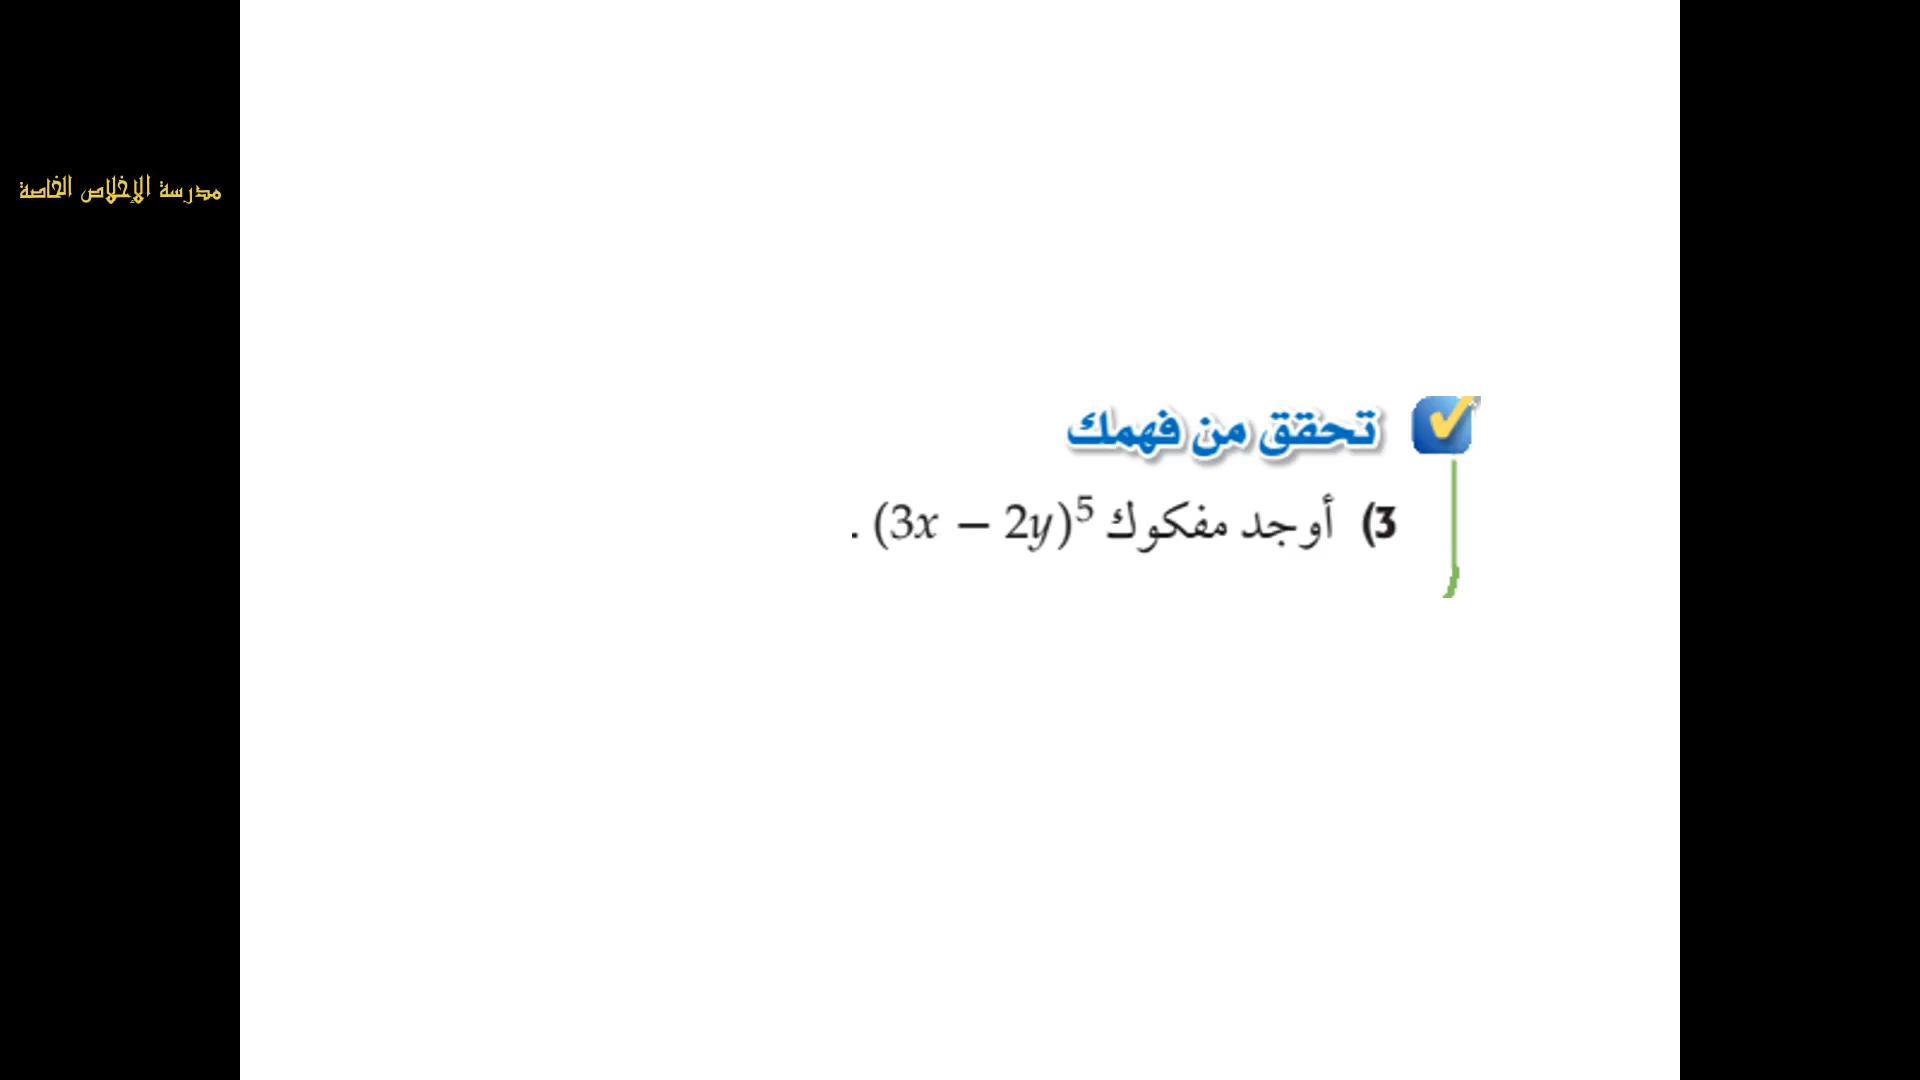 مدرسة الإخلاص الخاصة
تحقق من فهمك
3) أوجد مفكوك (3x − 2y)⁵ .